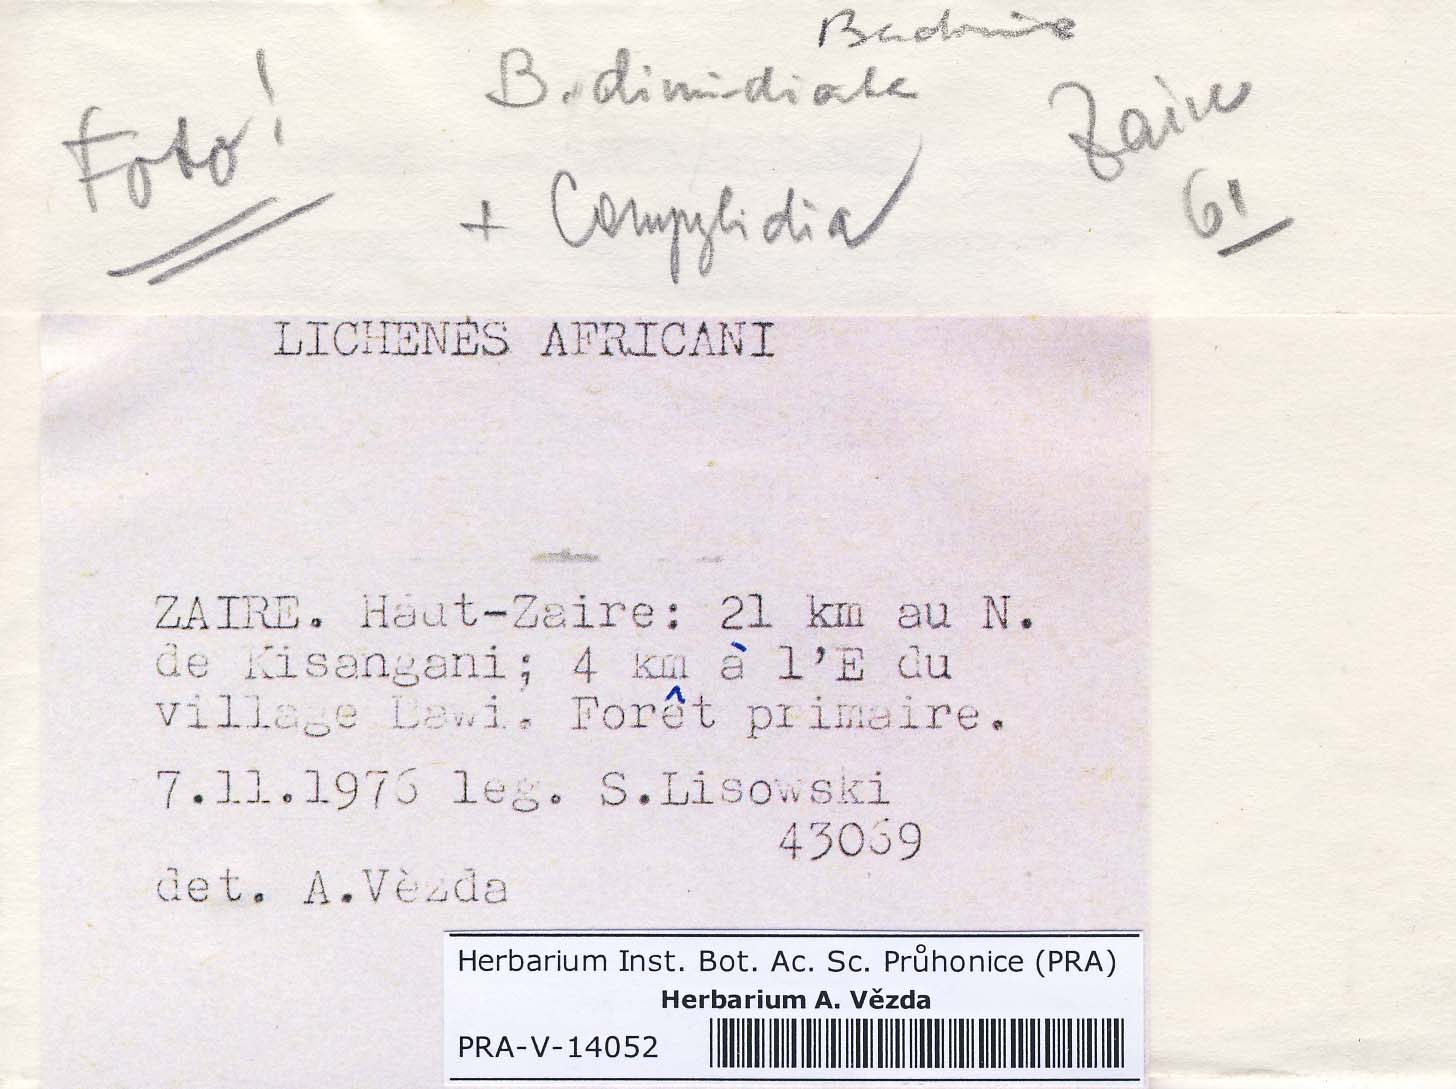 B. dimidiata
Foto!
Zaire
61
+ Campylidia
LICHENES AFRICANI
ZAIRE. Haut-Zaire: 21 km au N.
de Kisangani; 4 km à l'E du
village Lawi. Forêt primaire.
7.11.1976 leg. S.Lisowski
43069
det. A.Vèzda
Herbarium Inst. Bot. Ac. Sc. Průhonice (PRA)
Herbarium A. Vězda
PRA-V-14052